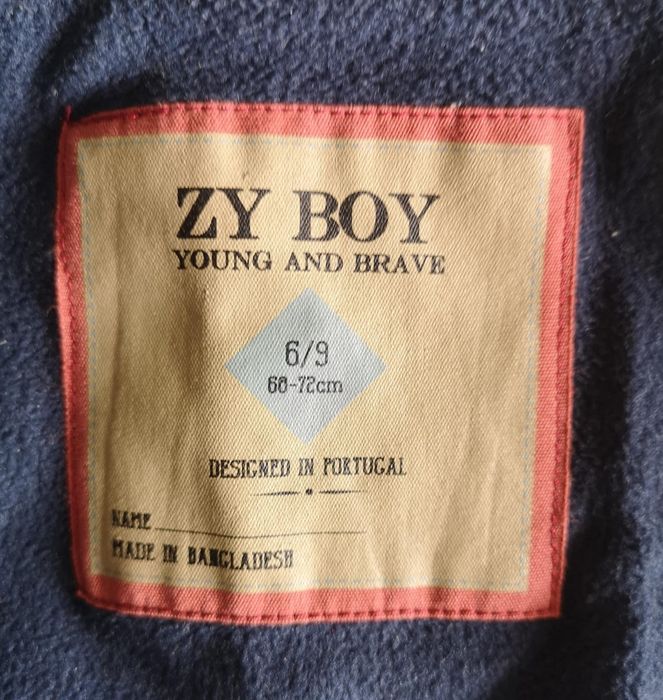 ZY BOY
YOUNG AND BRAVE
6/9
68-72cm
DESIGNED IN PORTUGAL
NAME
MADE IN BANGLADESH